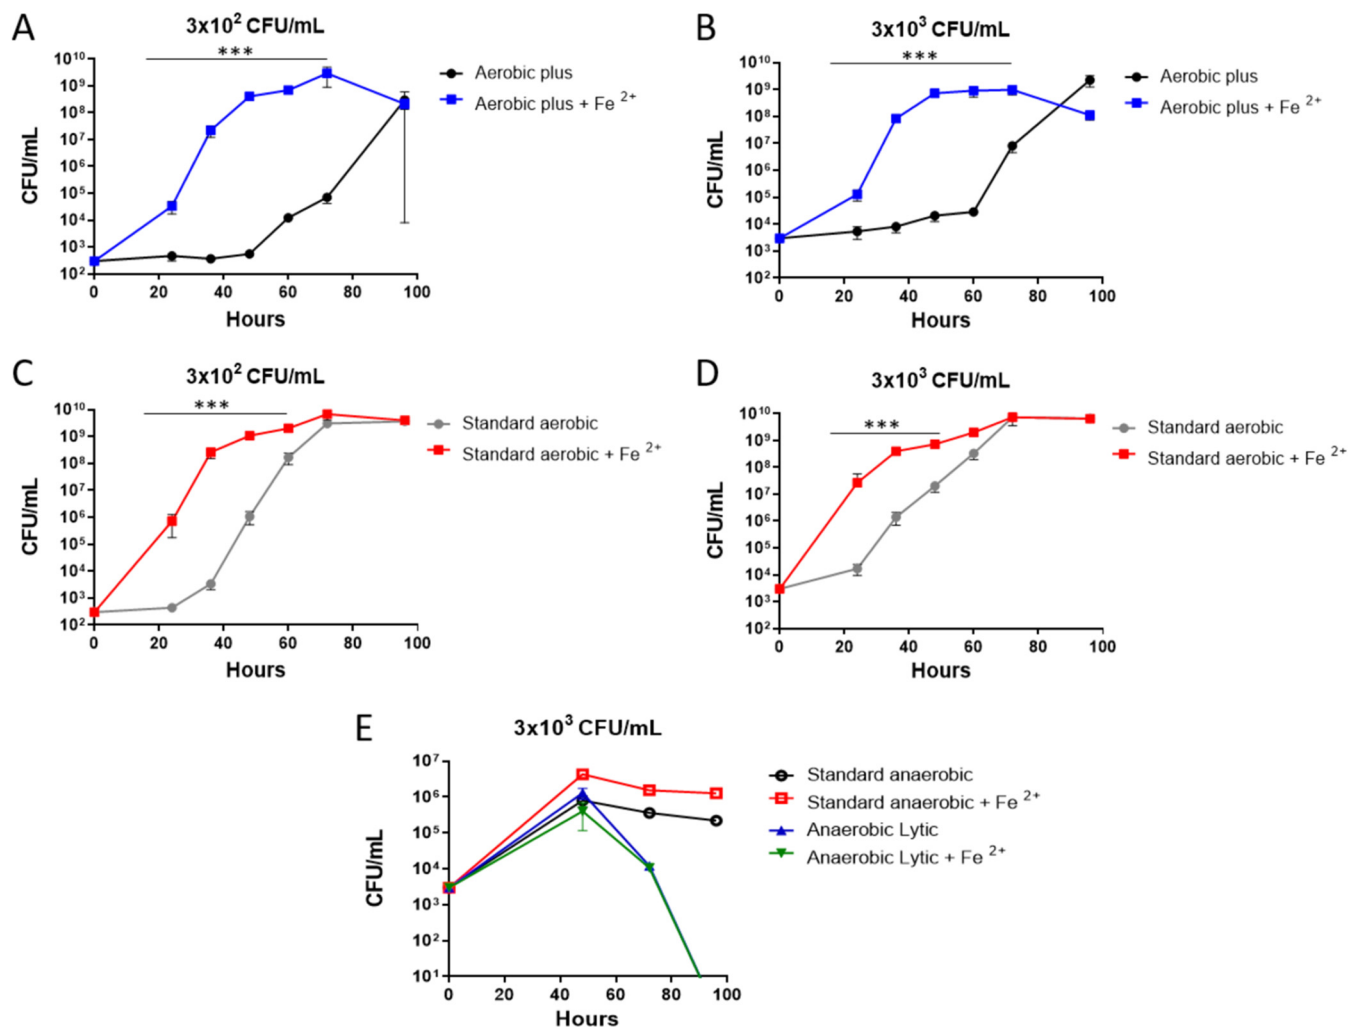 A
3x10² CFU/mL
***
10¹⁰
10⁹
10⁸
10⁷
10⁶
10⁵
10⁴
10³
10²
CFU/mL
0 20 40 60 80 100
Hours
Aerobic plus
Aerobic plus + Fe ²⁺
B
3x10³ CFU/mL
***
10¹⁰
10⁹
10⁸
10⁷
10⁶
10⁵
10⁴
10³
10²
CFU/mL
0 20 40 60 80 100
Hours
Aerobic plus
Aerobic plus + Fe ²⁺
C
3x10² CFU/mL
***
10¹⁰
10⁹
10⁸
10⁷
10⁶
10⁵
10⁴
10³
10²
CFU/mL
0 20 40 60 80 100
Hours
Standard aerobic
Standard aerobic + Fe ²⁺
D
3x10³ CFU/mL
***
10¹⁰
10⁹
10⁸
10⁷
10⁶
10⁵
10⁴
10³
10²
CFU/mL
0 20 40 60 80 100
Hours
Standard aerobic
Standard aerobic + Fe ²⁺
E
3x10³ CFU/mL
10⁷
10⁶
10⁵
10⁴
10³
10²
10¹
CFU/mL
0 20 40 60 80 100
Hours
Standard anaerobic
Standard anaerobic + Fe ²⁺
Anaerobic Lytic
Anaerobic Lytic + Fe ²⁺